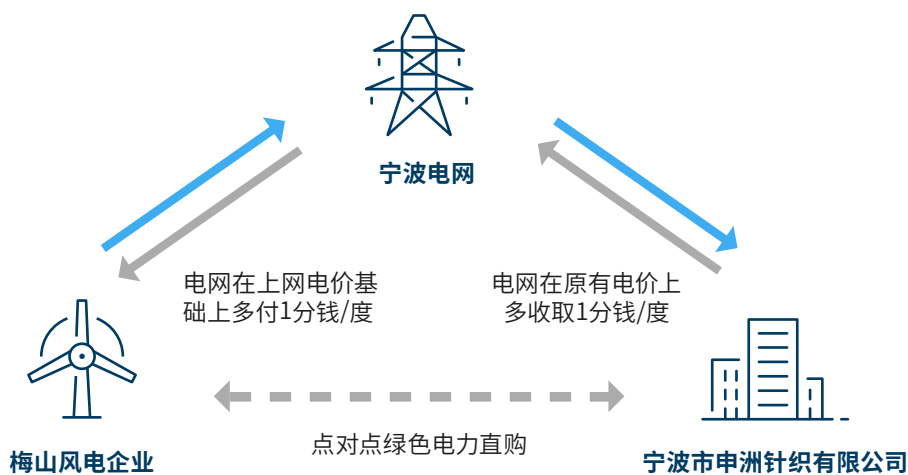 宁波电网
电网在上网电价基
础上多付1分钱/度
电网在原有电价上
多收取1分钱/度
点对点绿色电力直购
梅山风电企业
宁波市申洲针织有限公司